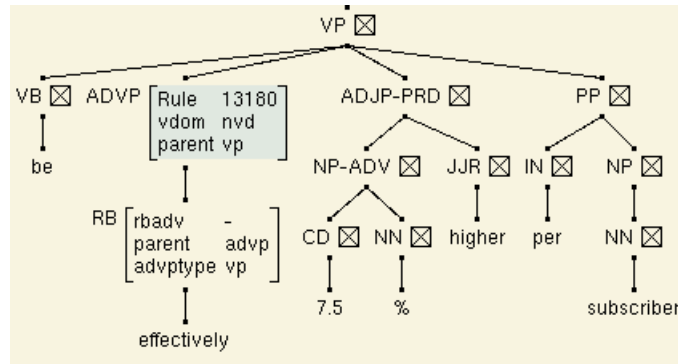 VP
VB ADVP Rule 13180 ADJP-PRD PP
vdom nvd
parent vp
be NP-ADV JJR IN NP
RB rbadv - CD NN higher per NN
parent advp
advptype vp
7.5 % subscriber
effectively